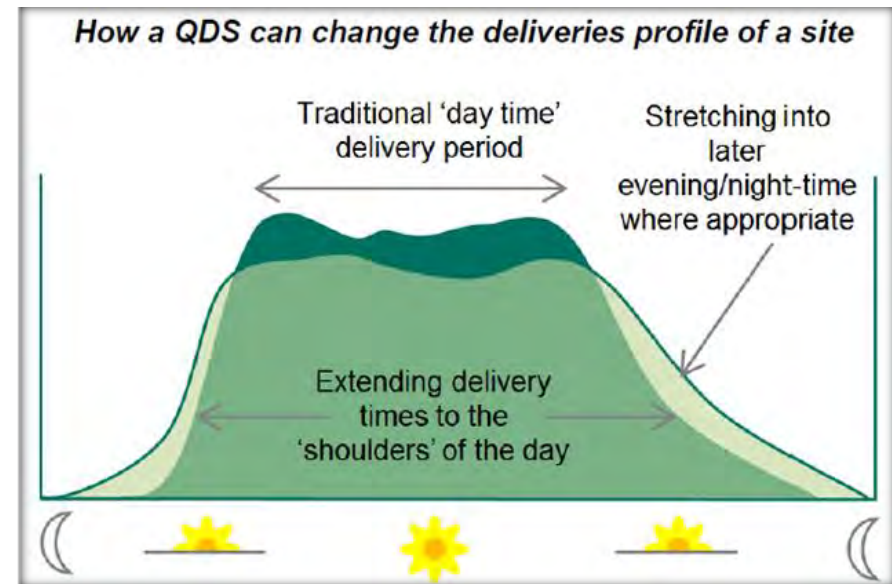 How a QDS can change the deliveries profile of a site
Traditional ‘day time’
delivery period
Stretching into
later
evening/night-time
where appropriate
Extending delivery
times to the
‘shoulders’ of the day